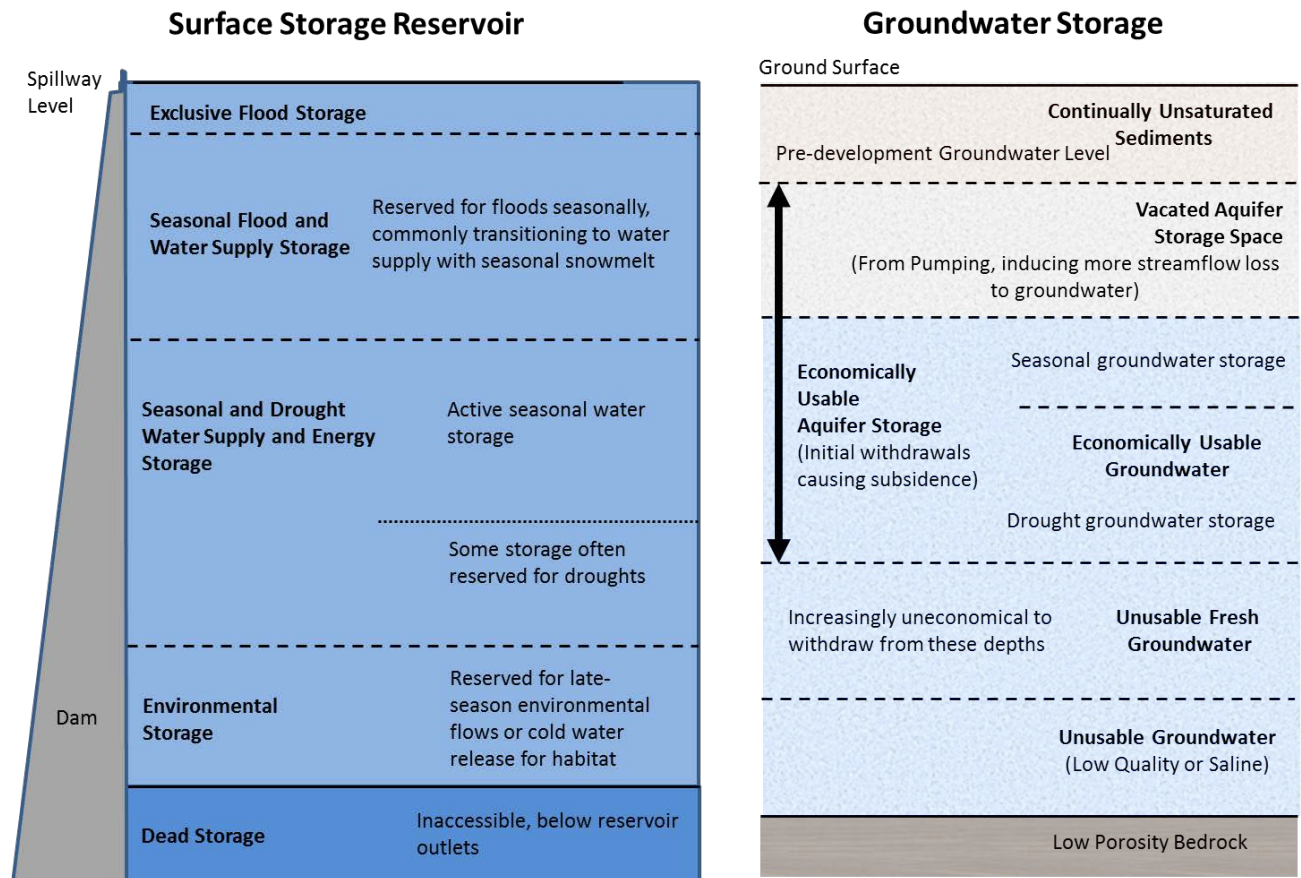 Surface Storage Reservoir
Spillway
Level
Exclusive Flood Storage
Seasonal Flood and
Water Supply Storage
Reserved for floods seasonally,
commonly transitioning to water
supply with seasonal snowmelt
Seasonal and Drought
Water Supply and Energy
Storage
Active seasonal water
storage
Some storage often
reserved for droughts
Environmental
Storage
Reserved for late-
season environmental
flows or cold water
release for habitat
Dam
Dead Storage
Inaccessible, below reservoir
outlets
Groundwater Storage
Ground Surface
Continually Unsaturated
Sediments
Pre-development Groundwater Level
Vacated Aquifer
Storage Space
(From Pumping, inducing more streamflow loss
to groundwater)
Economically
Usable
Aquifer Storage
(Initial withdrawals
causing subsidence)
Seasonal groundwater storage
Economically Usable
Groundwater
Drought groundwater storage
Increasingly uneconomical to
withdraw from these depths
Unusable Fresh
Groundwater
Unusable Groundwater
(Low Quality or Saline)
Low Porosity Bedrock